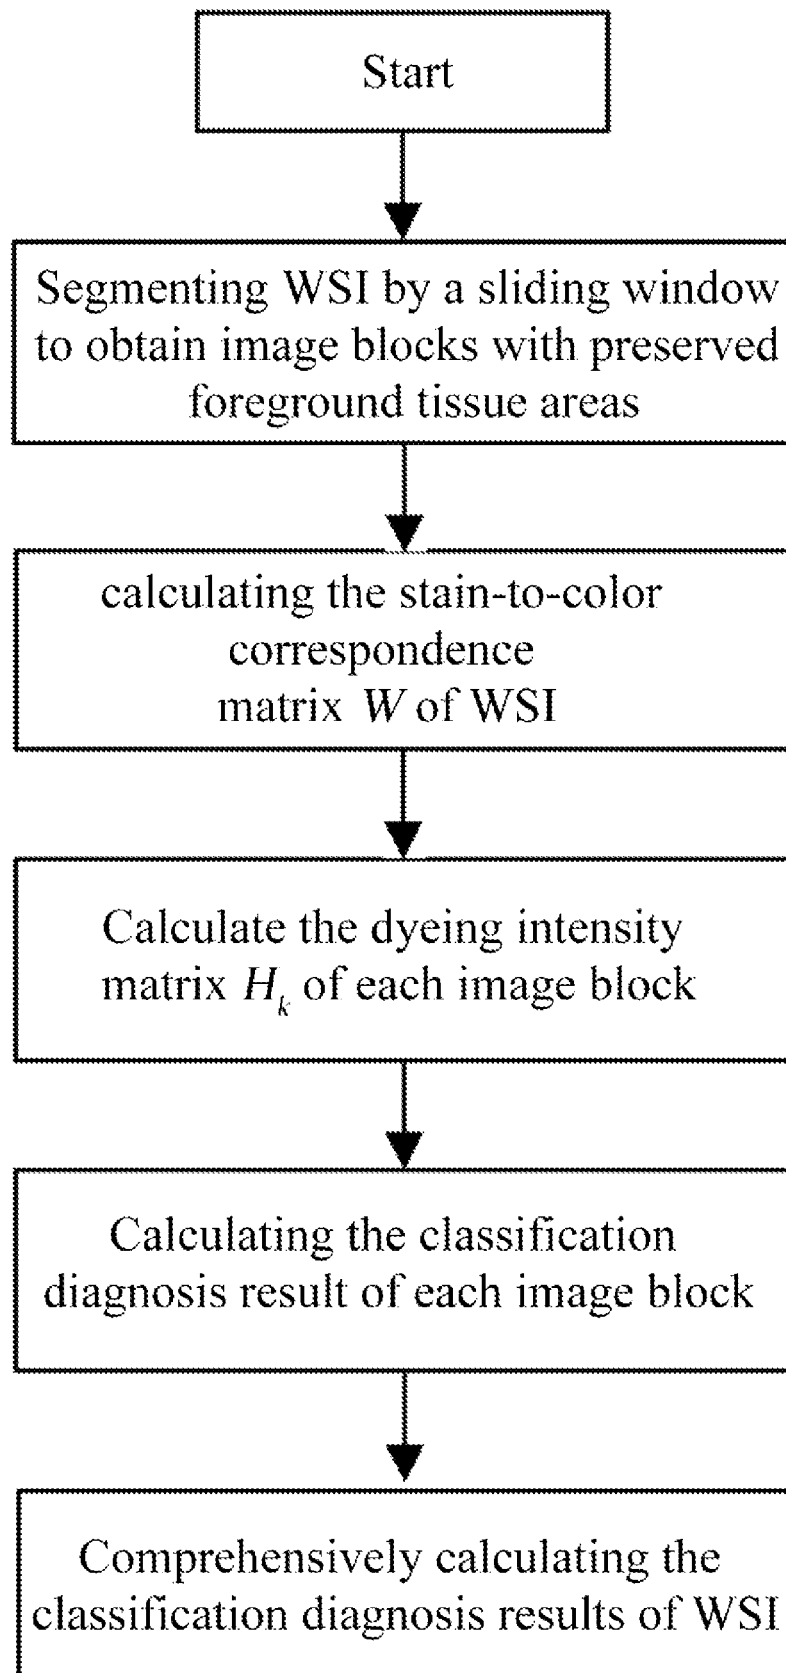 Start
Segmenting WSI by a sliding window
to obtain image blocks with preserved
foreground tissue areas
calculating the stain-to-color
correspondence
matrix W of WSI
Calculate the dyeing intensity
matrix H_k of each image block
Calculating the classification
diagnosis result of each image block
Comprehensively calculating the
classification diagnosis results of WSI